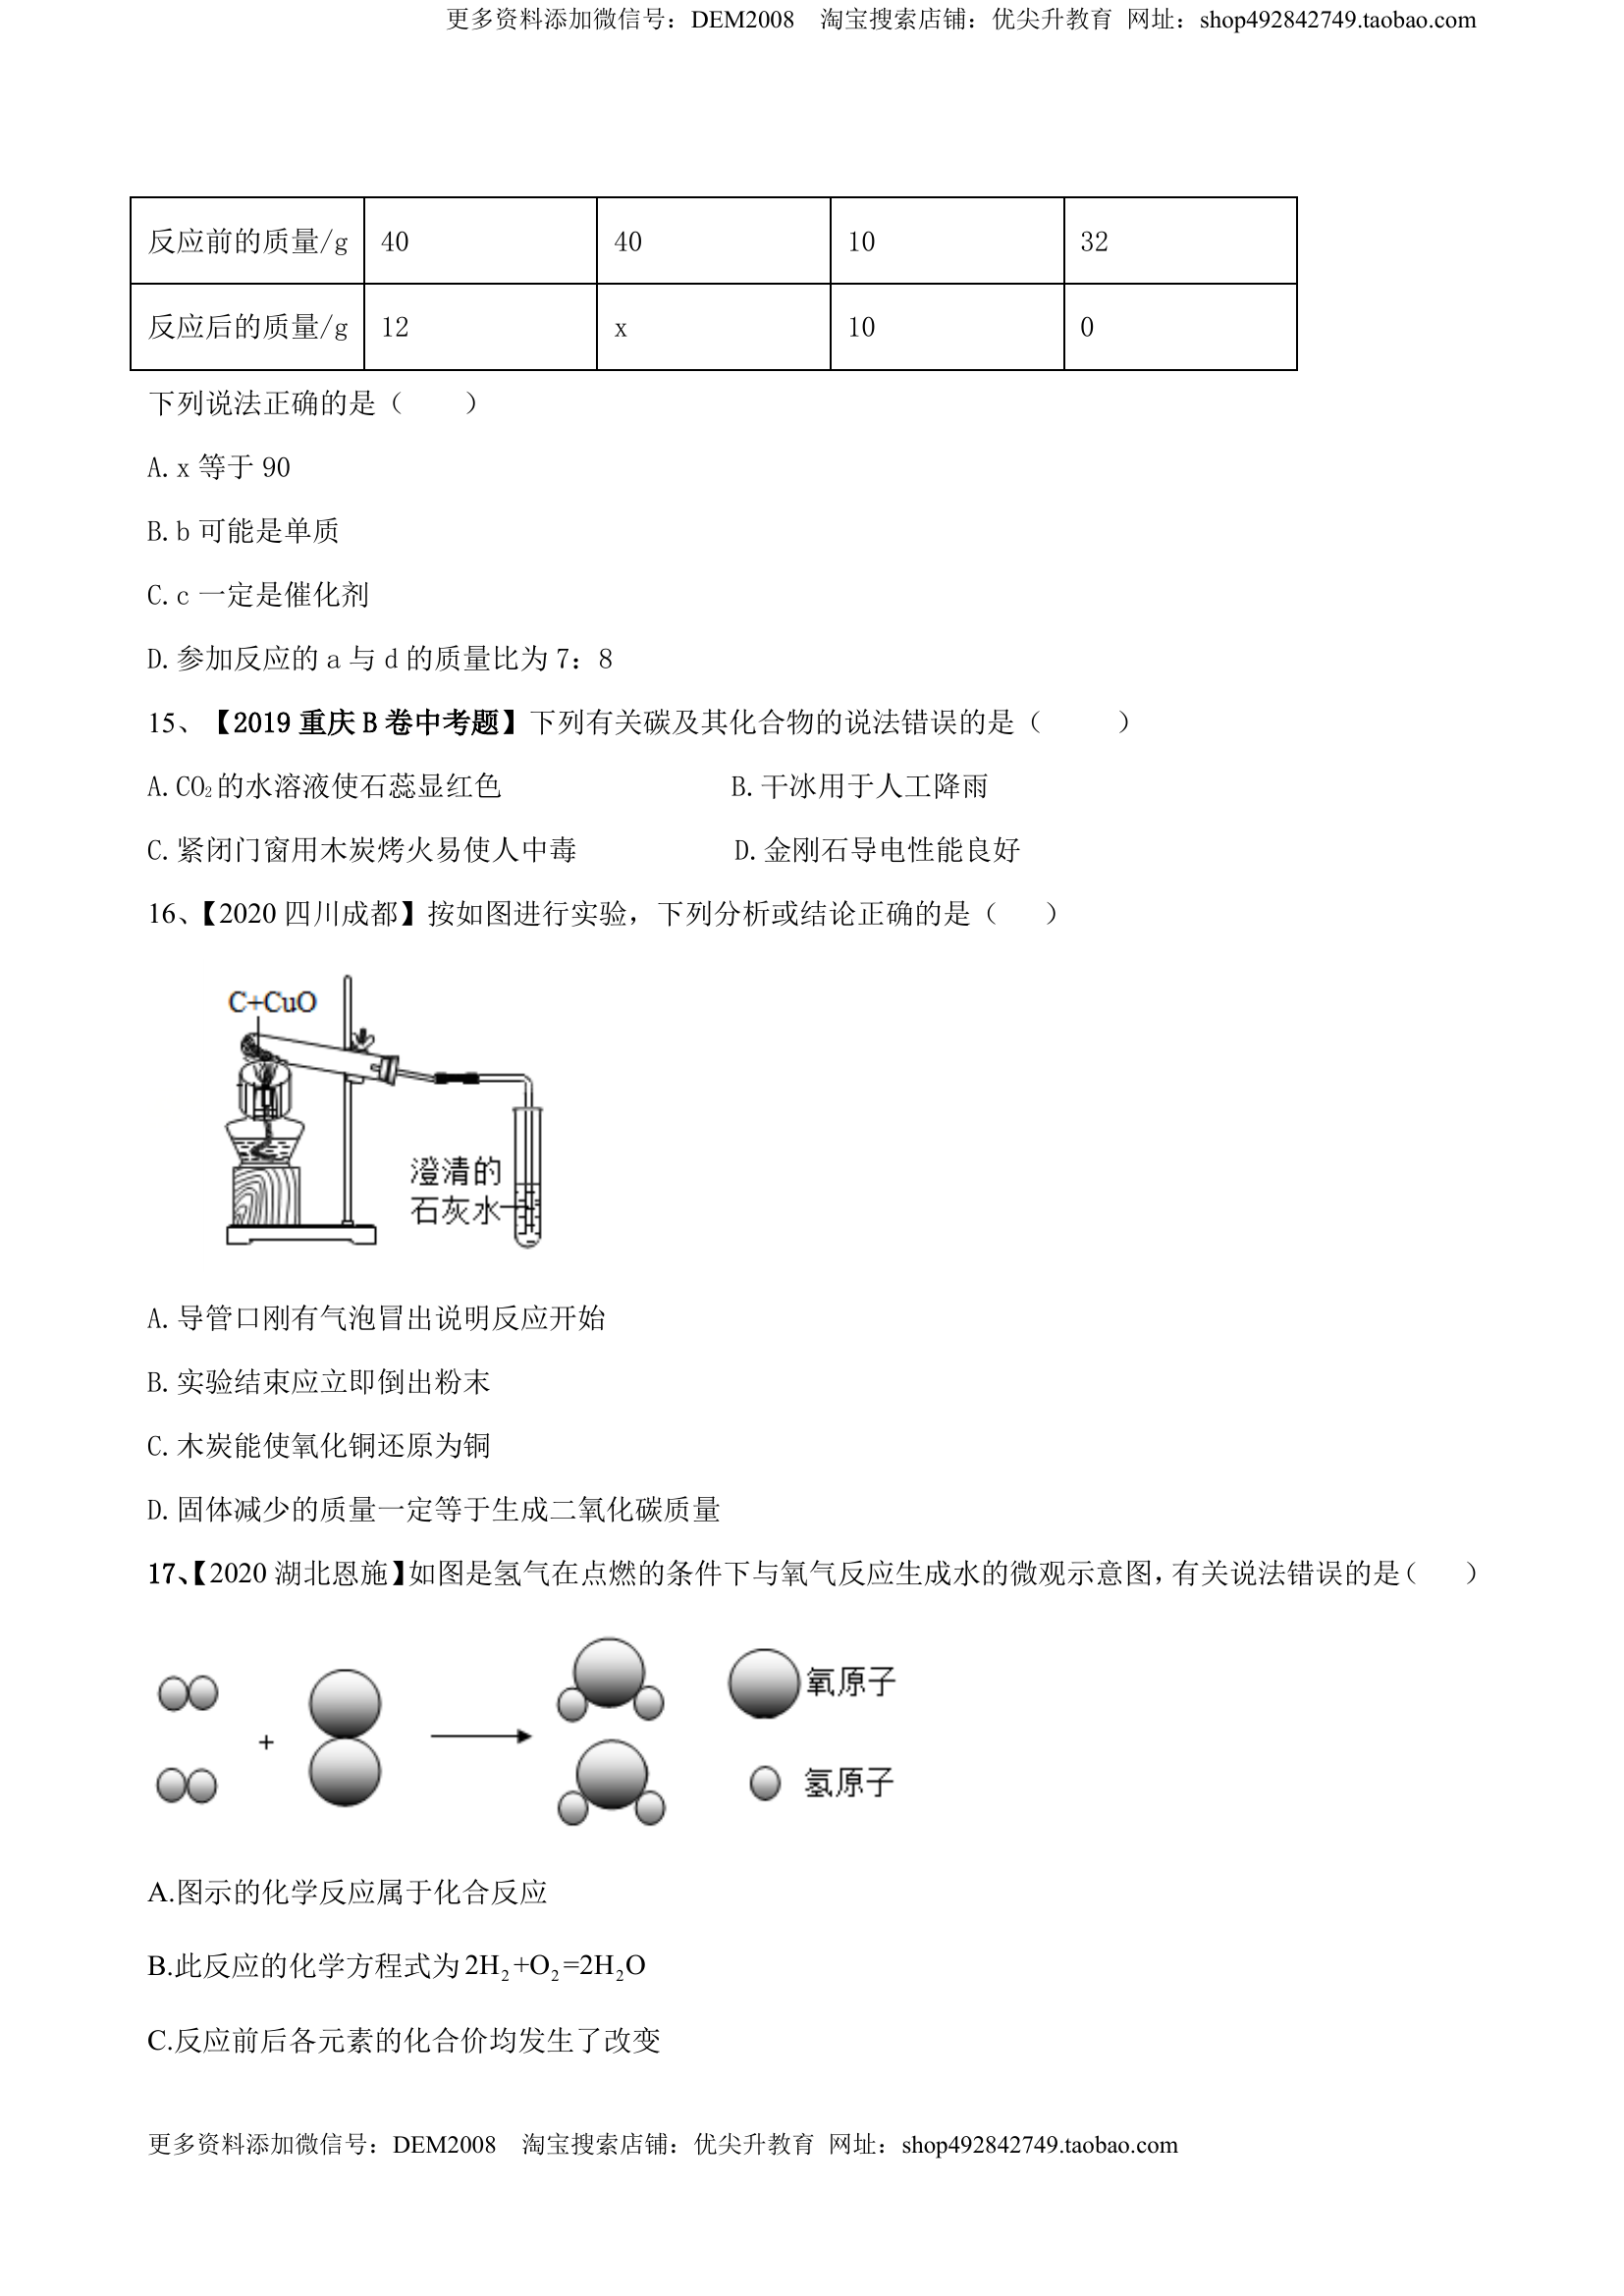 更多资料添加微信号：DEM2008 淘宝搜索店铺：优尖升教育 网址：shop492842749.taobao.com
反应前的质量/g 40 40 10 32
反应后的质量/g 12 x 10 0
下列说法正确的是（ ）
A.x 等于 90
B.b 可能是单质
C.c 一定是催化剂
D.参加反应的 a 与 d 的质量比为 7：8
15、【2019 重庆 B 卷中考题】下列有关碳及其化合物的说法错误的是（ ）
A.CO₂的水溶液使石蕊显红色 B.干冰用于人工降雨
C.紧闭门窗用木炭烤火易使人中毒 D.金刚石导电性能良好
16、【2020 四川成都】按如图进行实验，下列分析或结论正确的是（ ）
C+CuO
澄清的
石灰水
A.导管口刚有气泡冒出说明反应开始
B.实验结束应立即倒出粉末
C.木炭能使氧化铜还原为铜
D.固体减少的质量一定等于生成二氧化碳质量
17、【2020 湖北恩施】如图是氢气在点燃的条件下与氧气反应生成水的微观示意图，有关说法错误的是（ ）
+
氧原子
氢原子
A.图示的化学反应属于化合反应
B.此反应的化学方程式为 2H₂+O₂=2H₂O
C.反应前后各元素的化合价均发生了改变
更多资料添加微信号：DEM2008 淘宝搜索店铺：优尖升教育 网址：shop492842749.taobao.com